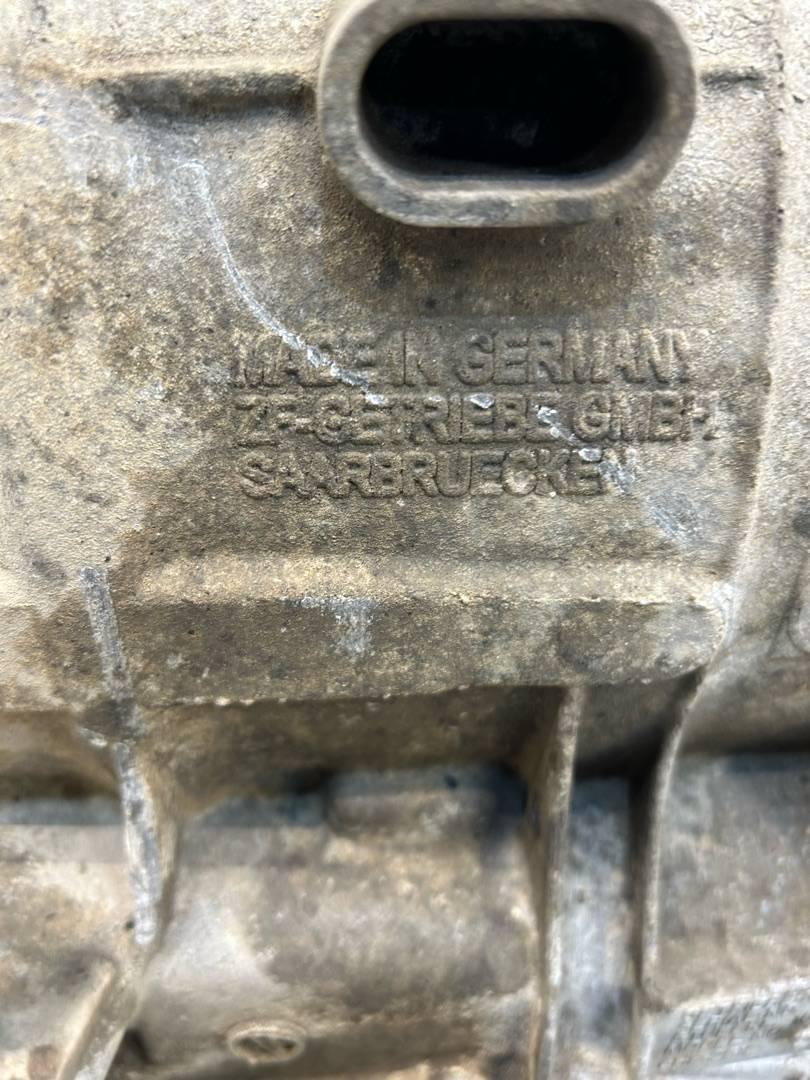 MADE IN GERMANY
ZF-GETRIEBE GMBH
SAARBRUECKEN